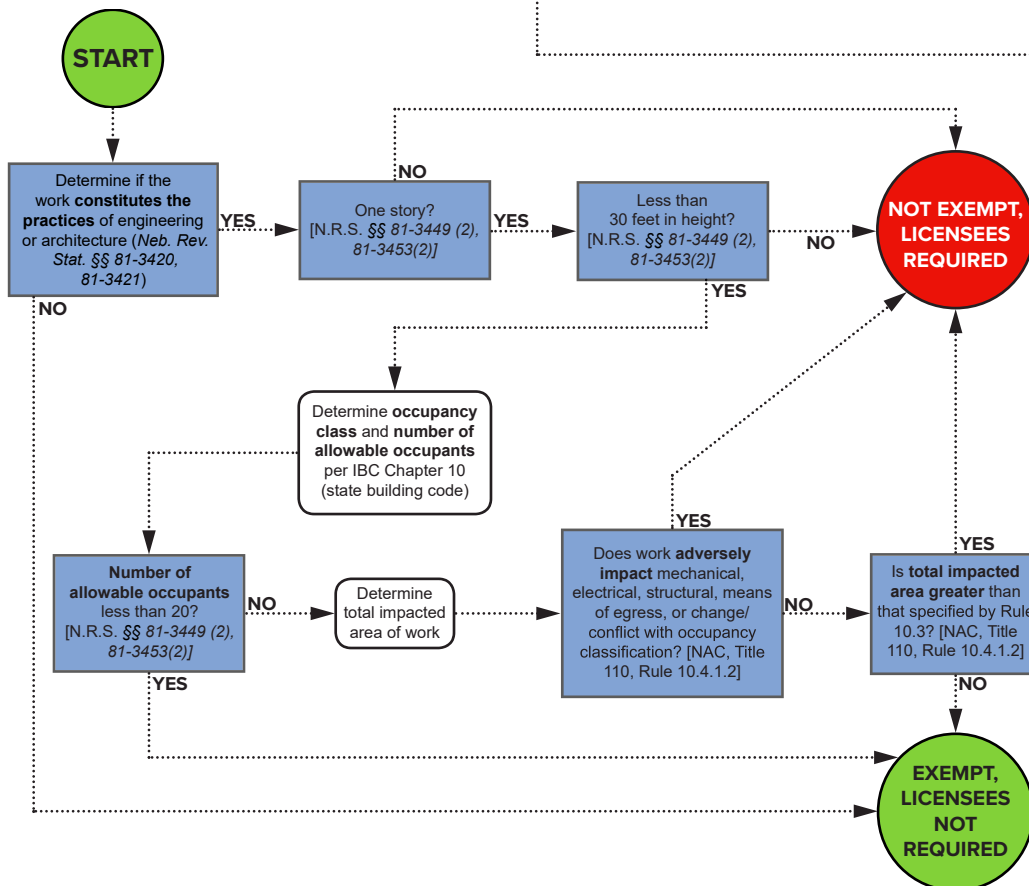 START
Determine if the
work constitutes the
practices of engineering
or architecture (Neb. Rev.
Stat. §§ 81-3420,
81-3421)
YES
NO
One story?
[N.R.S. §§ 81-3449 (2),
81-3453(2)]
NO
YES
Less than
30 feet in height?
[N.R.S. §§ 81-3449 (2),
81-3453(2)]
NO
YES
NOT EXEMPT,
LICENSEES
REQUIRED
Determine occupancy
class and number of
allowable occupants
per IBC Chapter 10
(state building code)
Number of
allowable occupants
less than 20?
[N.R.S. §§ 81-3449 (2),
81-3453(2)]
NO
YES
Determine
total impacted
area of work
Does work adversely
impact mechanical,
electrical, structural, means
of egress, or change/
conflict with occupancy
classification? [NAC, Title
110, Rule 10.4.1.2]
YES
NO
Is total impacted
area greater than
that specified by Rule
10.3? [NAC, Title
110, Rule 10.4.1.2]
YES
NO
EXEMPT,
LICENSEES
NOT
REQUIRED